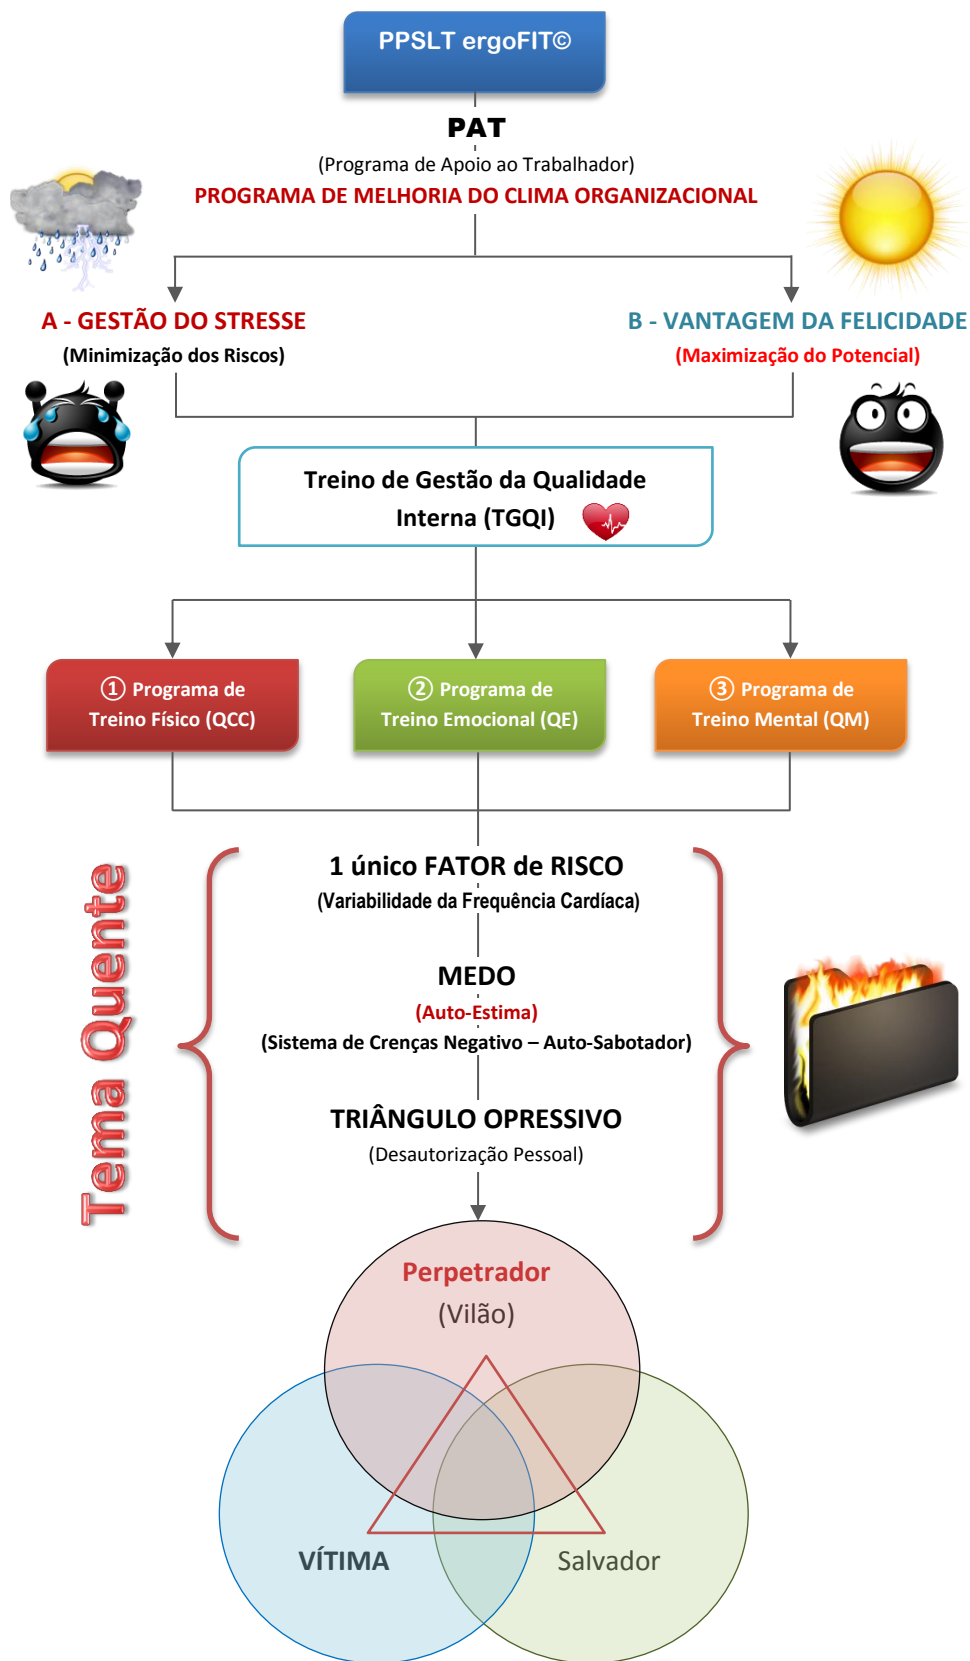 PPSLT ergoFIT©
PAT
(Programa de Apoio ao Trabalhador)
PROGRAMA DE MELHORIA DO CLIMA ORGANIZACIONAL
A - GESTÃO DO STRESSE
(Minimização dos Riscos)
B - VANTAGEM DA FELICIDADE
(Maximização do Potencial)
Treino de Gestão da Qualidade
Interna (TGQI)
① Programa de
Treino Físico (QCC)
② Programa de
Treino Emocional (QE)
③ Programa de
Treino Mental (QM)
Tema Quente
1 único FATOR de RISCO
(Variabilidade da Frequência Cardíaca)
MEDO
(Auto-Estima)
(Sistema de Crenças Negativo – Auto-Sabotador)
TRIÂNGULO OPRESSIVO
(Desautorização Pessoal)
Perpetrador
(Vilão)
VÍTIMA
Salvador